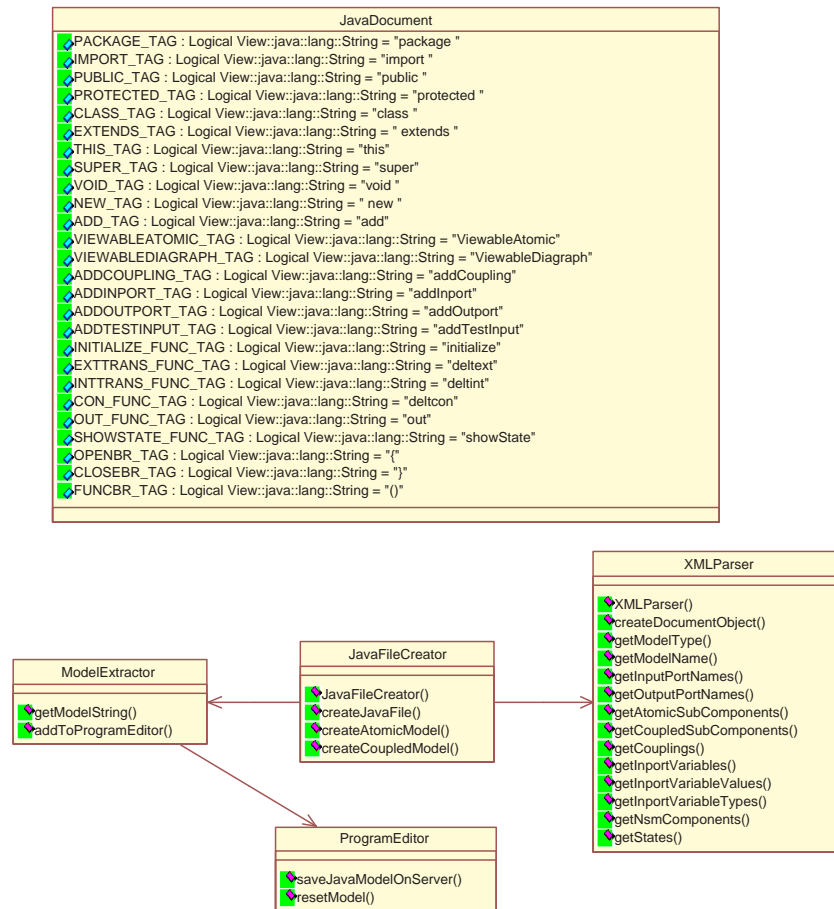 JavaDocument
PACKAGE_TAG : Logical View::java::lang::String = "package "
IMPORT_TAG : Logical View::java::lang::String = "import "
PUBLIC_TAG : Logical View::java::lang::String = "public "
PROTECTED_TAG : Logical View::java::lang::String = "protected "
CLASS_TAG : Logical View::java::lang::String = "class "
EXTENDS_TAG : Logical View::java::lang::String = " extends "
THIS_TAG : Logical View::java::lang::String = "this"
SUPER_TAG : Logical View::java::lang::String = "super"
VOID_TAG : Logical View::java::lang::String = "void "
NEW_TAG : Logical View::java::lang::String = " new "
ADD_TAG : Logical View::java::lang::String = "add"
VIEWABLEATOMIC_TAG : Logical View::java::lang::String = "ViewableAtomic"
VIEWABLEDIAGRAPH_TAG : Logical View::java::lang::String = "ViewableDiagraph"
ADDCOUPLING_TAG : Logical View::java::lang::String = "addCoupling"
ADDINPORT_TAG : Logical View::java::lang::String = "addInport"
ADDOUTPORT_TAG : Logical View::java::lang::String = "addOutport"
ADDTESTINPUT_TAG : Logical View::java::lang::String = "addTestInput"
INITIALIZE_FUNC_TAG : Logical View::java::lang::String = "initialize"
EXTTRANS_FUNC_TAG : Logical View::java::lang::String = "deltext"
INTTRANS_FUNC_TAG : Logical View::java::lang::String = "deltint"
CON_FUNC_TAG : Logical View::java::lang::String = "deltcon"
OUT_FUNC_TAG : Logical View::java::lang::String = "out"
SHOWSTATE_FUNC_TAG : Logical View::java::lang::String = "showState"
OPENBR_TAG : Logical View::java::lang::String = "{"
CLOSEBR_TAG : Logical View::java::lang::String = "}"
FUNCBR_TAG : Logical View::java::lang::String = "()"
XMLParser
XMLParser()
createDocumentObject()
getModelType()
getModelName()
getInputPortNames()
getOutputPortNames()
getAtomicSubComponents()
getCoupledSubComponents()
getCouplings()
getInportVariables()
getInportVariableValues()
getInportVariableTypes()
getNsmComponents()
getStates()
JavaFileCreator
JavaFileCreator()
createJavaFile()
createAtomicModel()
createCoupledModel()
ModelExtractor
getModelString()
addToProgramEditor()
ProgramEditor
saveJavaModelOnServer()
resetModel()